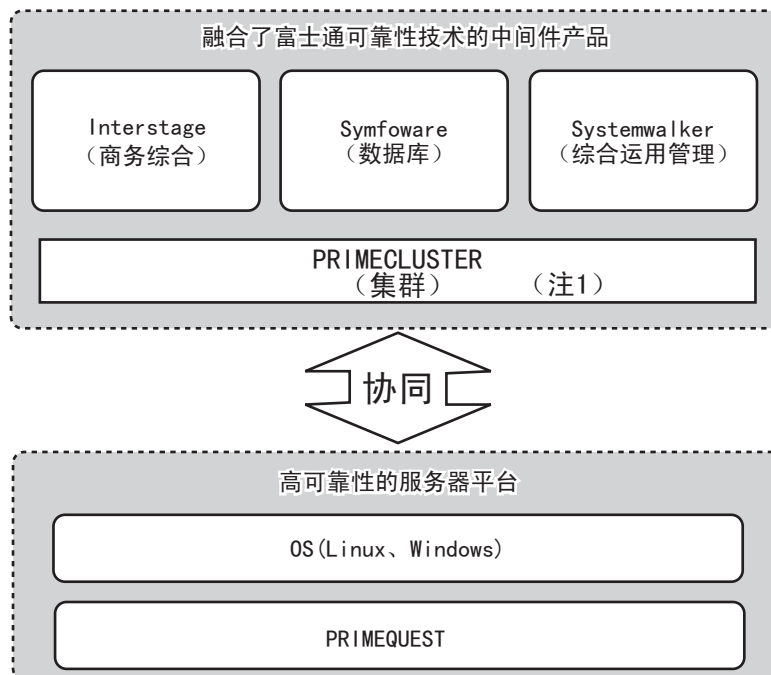 融合了富士通可靠性技术的中间件产品
Interstage
（商务综合）
Symfoware
（数据库）
Systemwalker
（综合运用管理）
PRIMECLUSTER
（集群） （注1）
协同
高可靠性的服务器平台
OS(Linux、Windows)
PRIMEQUEST